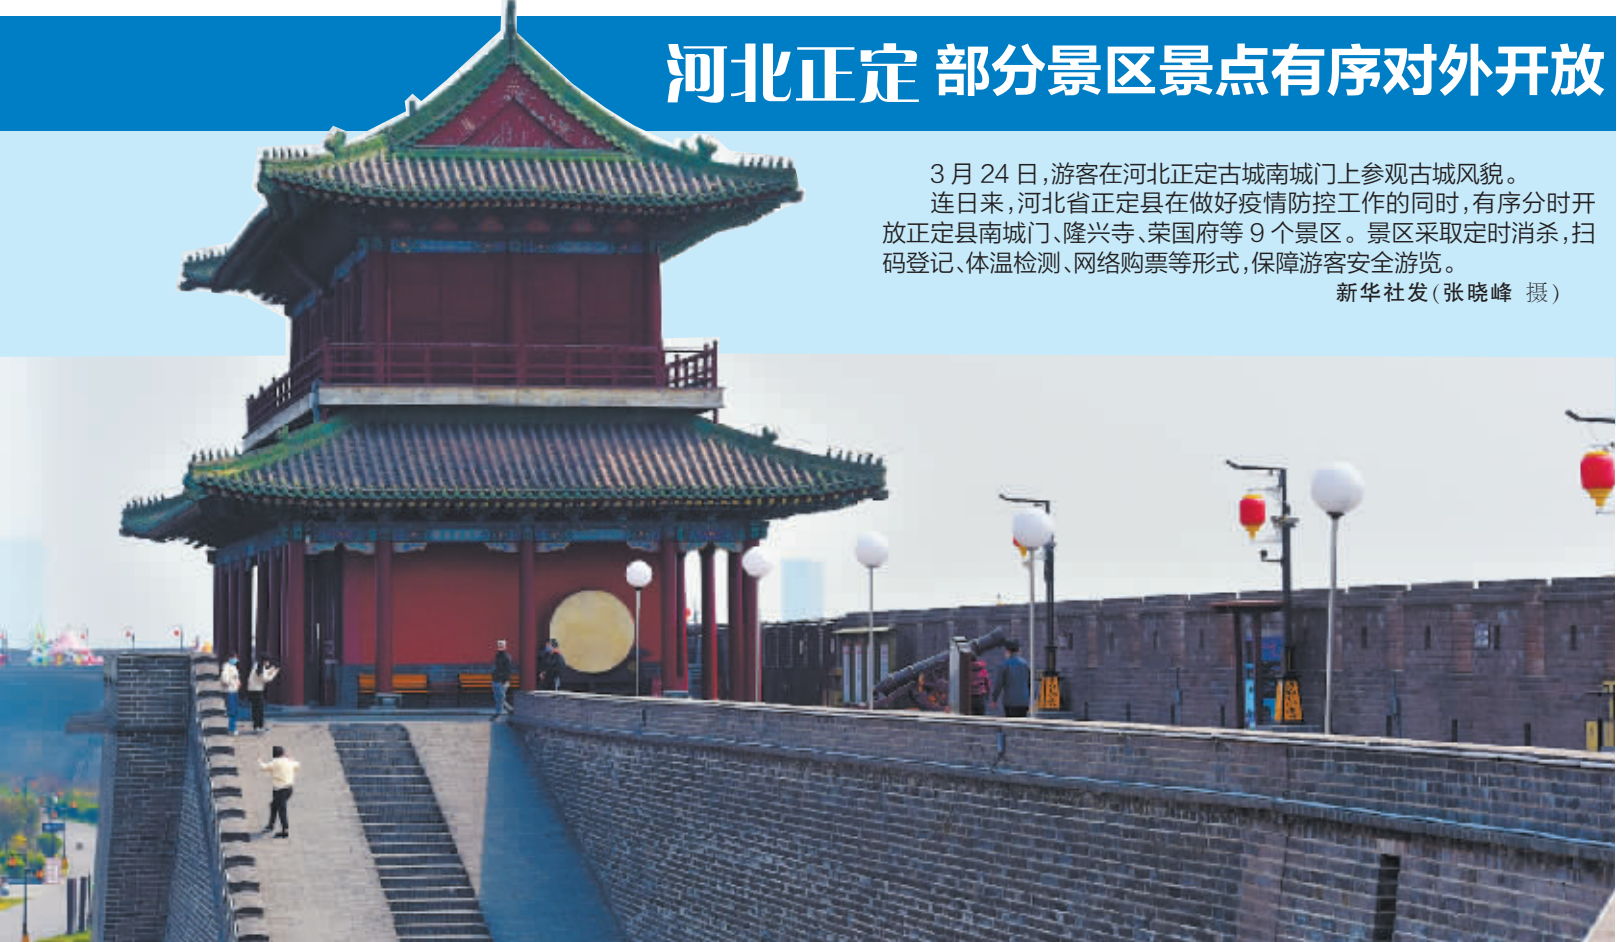 河北正定 部分景区景点有序对外开放
3月24日,游客在河北正定古城南城门上参观古城风貌。
连日来,河北省正定县在做好疫情防控工作的同时,有序分时开
放正定县南城门、隆兴寺、荣国府等9个景区。景区采取定时消杀,扫
码登记、体温检测、网络购票等形式,保障游客安全游览。
新华社发(张晓峰 摄)